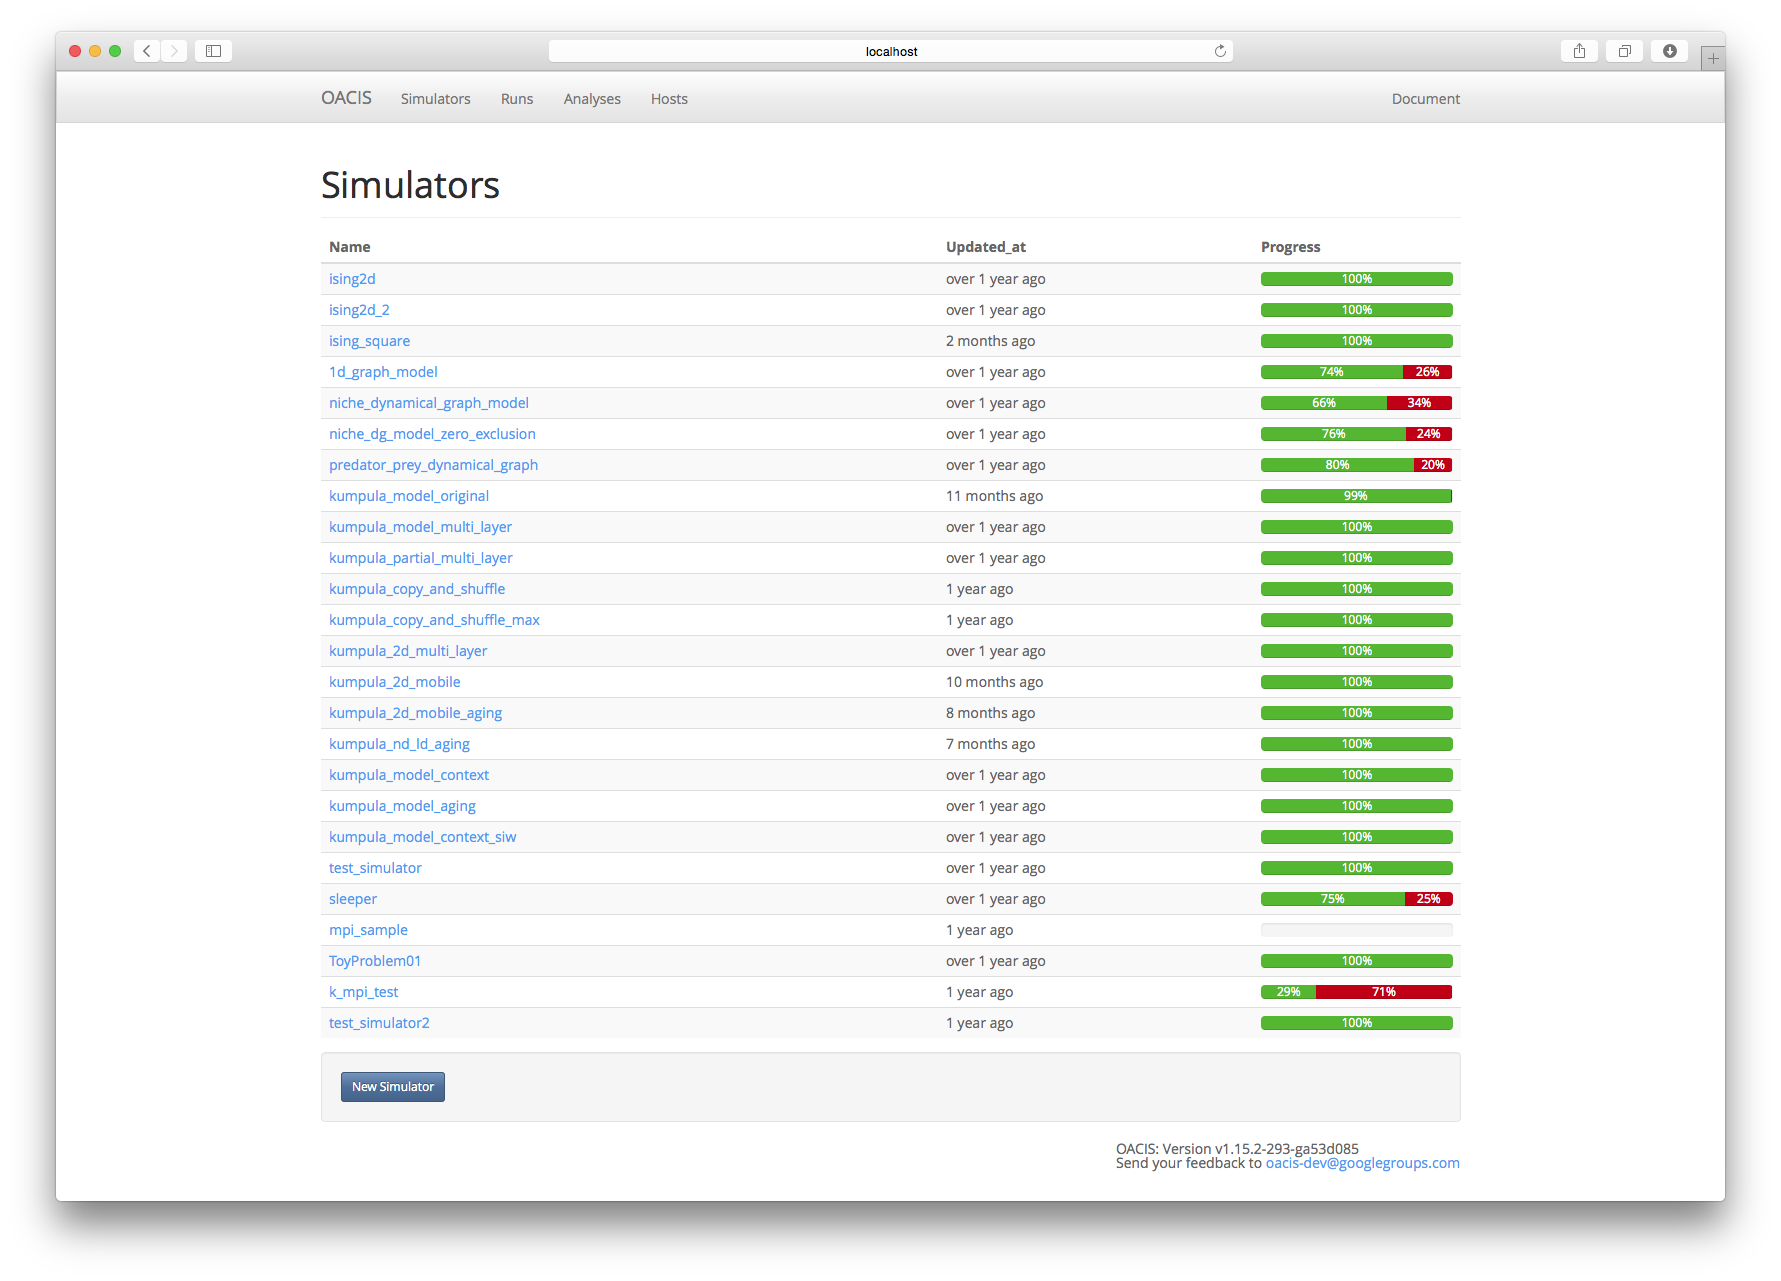 localhost
OACIS Simulators Runs Analyses Hosts Document
Simulators
Name Updated_at Progress
ising2d over 1 year ago 100%
ising2d_2 over 1 year ago 100%
ising_square 2 months ago 100%
1d_graph_model over 1 year ago 74% 26%
niche_dynamical_graph_model over 1 year ago 66% 34%
niche_dg_model_zero_exclusion over 1 year ago 76% 24%
predator_prey_dynamical_graph over 1 year ago 80% 20%
kumpula_model_original 11 months ago 99%
kumpula_model_multi_layer over 1 year ago 100%
kumpula_partial_multi_layer over 1 year ago 100%
kumpula_copy_and_shuffle 1 year ago 100%
kumpula_copy_and_shuffle_max 1 year ago 100%
kumpula_2d_multi_layer over 1 year ago 100%
kumpula_2d_mobile 10 months ago 100%
kumpula_2d_mobile_aging 8 months ago 100%
kumpula_nd_ld_aging 7 months ago 100%
kumpula_model_context over 1 year ago 100%
kumpula_model_aging over 1 year ago 100%
kumpula_model_context_siw over 1 year ago 100%
test_simulator over 1 year ago 100%
sleeper over 1 year ago 75% 25%
mpi_sample 1 year ago
ToyProblem01 over 1 year ago 100%
k_mpi_test 1 year ago 29% 71%
test_simulator2 1 year ago 100%
New Simulator
OACIS: Version v1.15.2-293-ga53d085
Send your feedback to oacis-dev@googlegroups.com